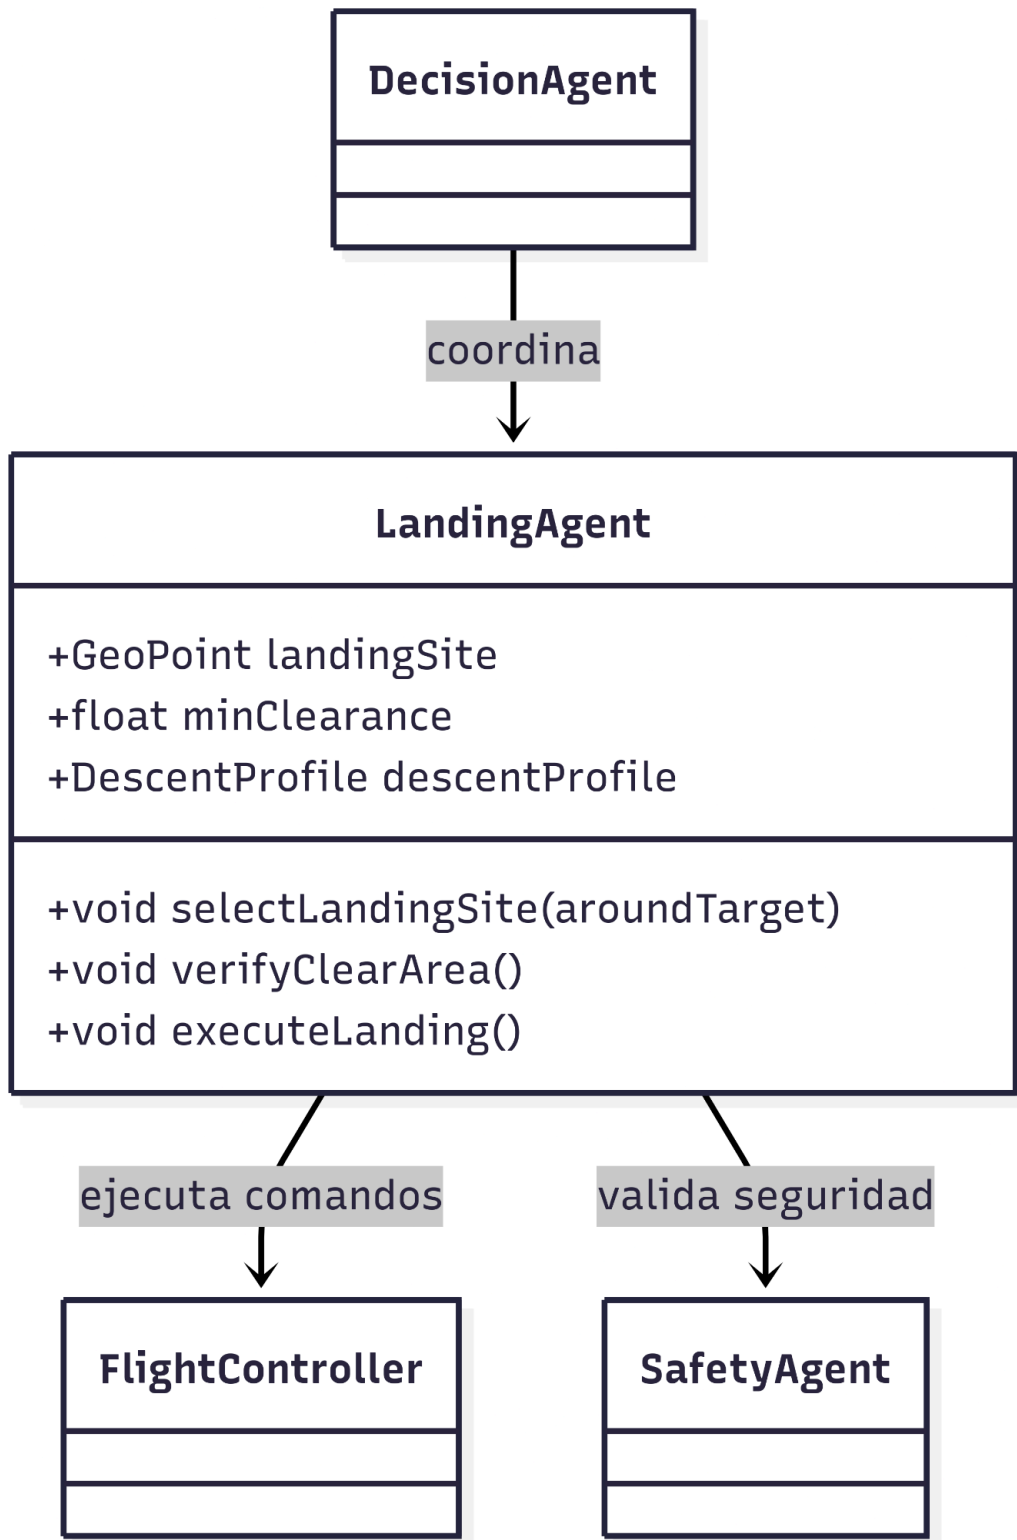 DecisionAgent
coordina
LandingAgent
+GeoPoint landingSite
+float minClearance
+DescentProfile descentProfile
+void selectLandingSite(aroundTarget)
+void verifyClearArea()
+void executeLanding()
ejecuta comandos
valida seguridad
FlightController
SafetyAgent